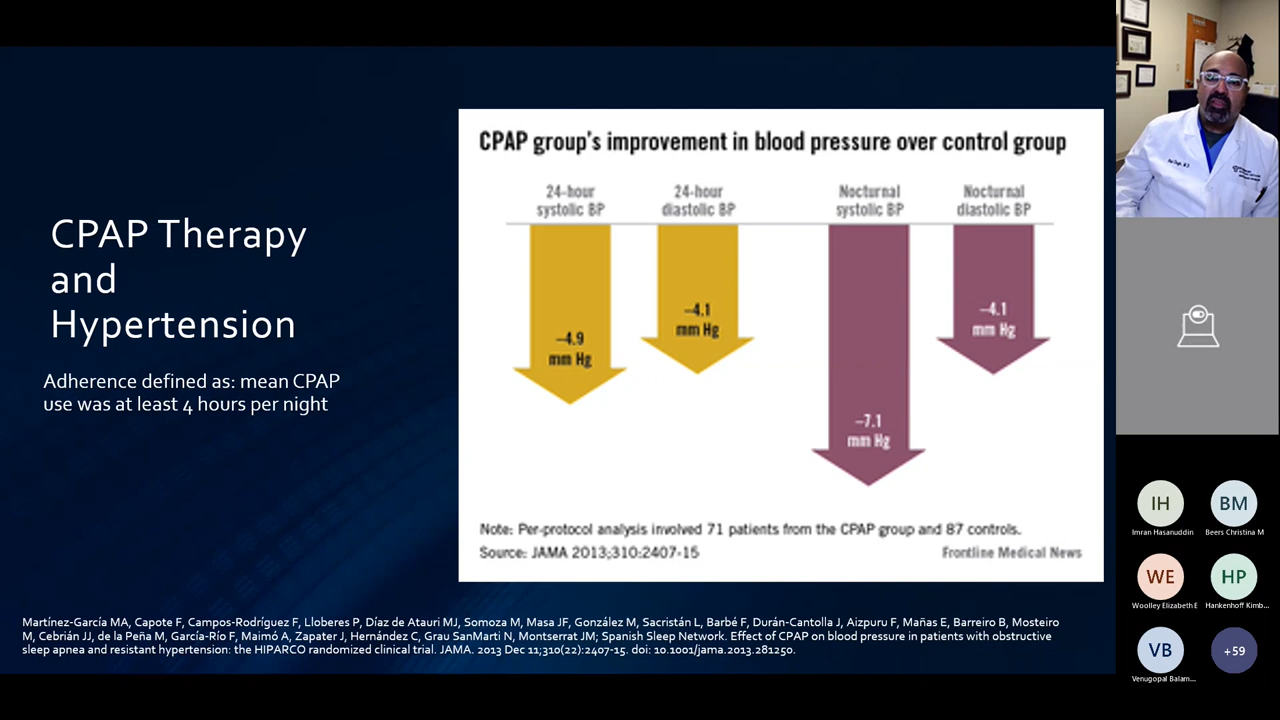 CPAP Therapy
and
Hypertension
Adherence defined as: mean CPAP
use was at least 4 hours per night
CPAP group's improvement in blood pressure over control group
24-hour
systolic BP
24-hour
diastolic BP
Nocturnal
systolic BP
Nocturnal
diastolic BP
–4.9
mm Hg
–4.1
mm Hg
–7.1
mm Hg
–4.1
mm Hg
Note: Per-protocol analysis involved 71 patients from the CPAP group and 87 controls.
Source: JAMA 2013;310:2407-15
Frontline Medical News
Martínez-García MA, Capote F, Campos-Rodríguez F, Lloberes P, Díaz de Atauri MJ, Somoza M, Masa JF, González M, Sacristán L, Barbé F, Durán-Cantolla J, Aizpuru F, Mañas E, Barreiro B, Mosteiro
M, Cebrián JJ, de la Peña M, García-Río F, Maimó A, Zapater J, Hernández C, Grau SanMarti N, Montserrat JM; Spanish Sleep Network. Effect of CPAP on blood pressure in patients with obstructive
sleep apnea and resistant hypertension: the HIPARCO randomized clinical trial. JAMA. 2013 Dec 11;310(22):2407-15. doi: 10.1001/jama.2013.281250.
IH
Imran Hasanuddin
BM
Beers Christina M
WE
Woolley Elizabeth E
HP
Hankenhoff Kimb...
VB
Venugopal Balam...
+59